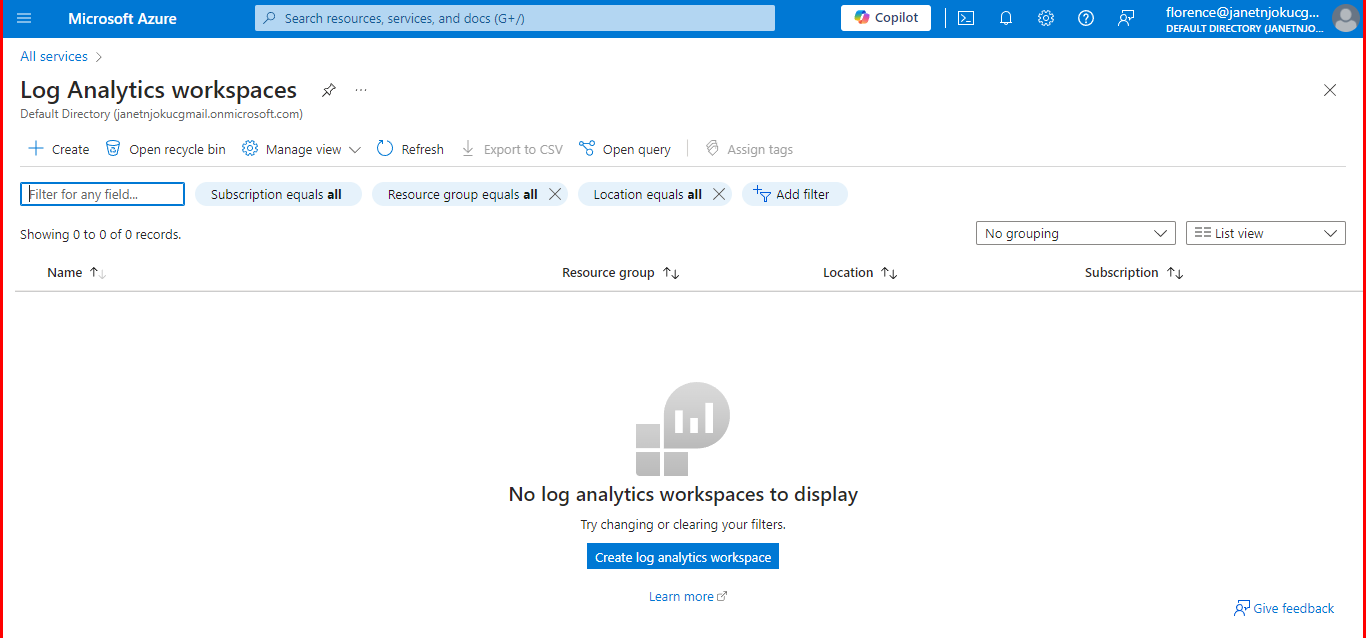 Microsoft Azure
Search resources, services, and docs (G+/)
Copilot
florence@janetnjokucg...
DEFAULT DIRECTORY (JANETNJO...
All services
Log Analytics workspaces
Default Directory (janetnjokucgmail.onmicrosoft.com)
Create Open recycle bin Manage view Refresh Export to CSV Open query Assign tags
Filter for any field... Subscription equals all Resource group equals all Location equals all Add filter
Showing 0 to 0 of 0 records. No grouping List view
Name Resource group Location Subscription
No log analytics workspaces to display
Try changing or clearing your filters.
Create log analytics workspace
Learn more
Give feedback